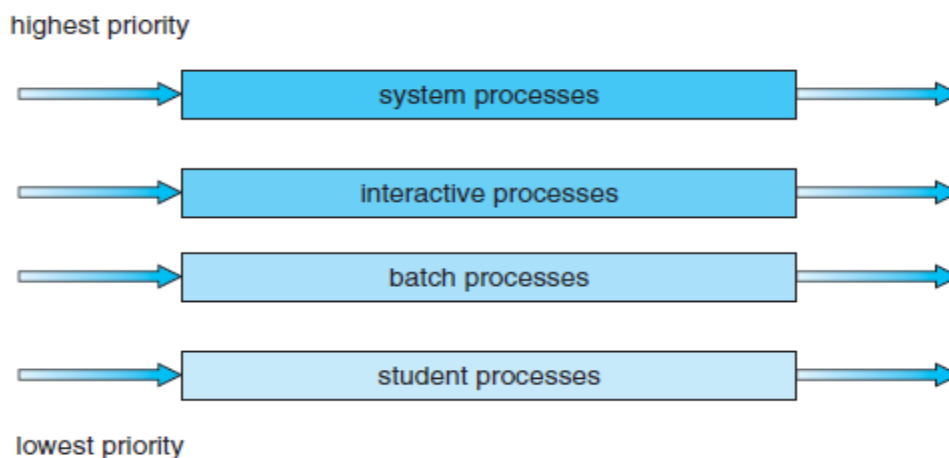 highest priority
system processes
interactive processes
batch processes
student processes
lowest priority